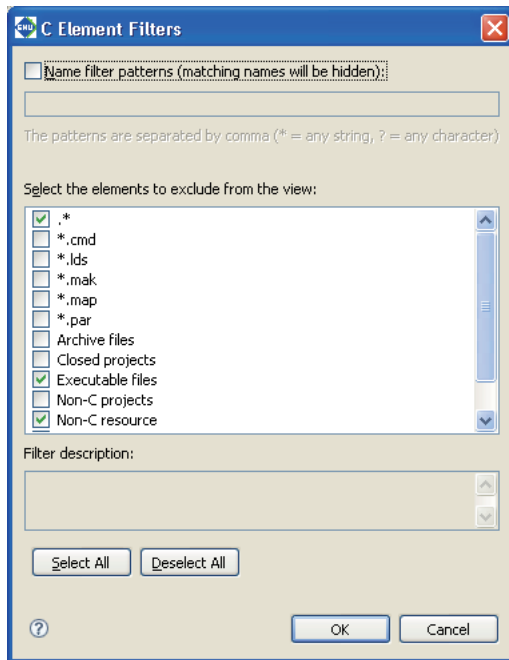 GNU
C Element Filters
Name filter patterns (matching names will be hidden):
The patterns are separated by comma (* = any string, ? = any character)
Select the elements to exclude from the view:
.*
*.cmd
*.lds
*.mak
*.map
*.par
Archive files
Closed projects
Executable files
Non-C projects
Non-C resource
Filter description:
Select All
Deselect All
?
OK
Cancel